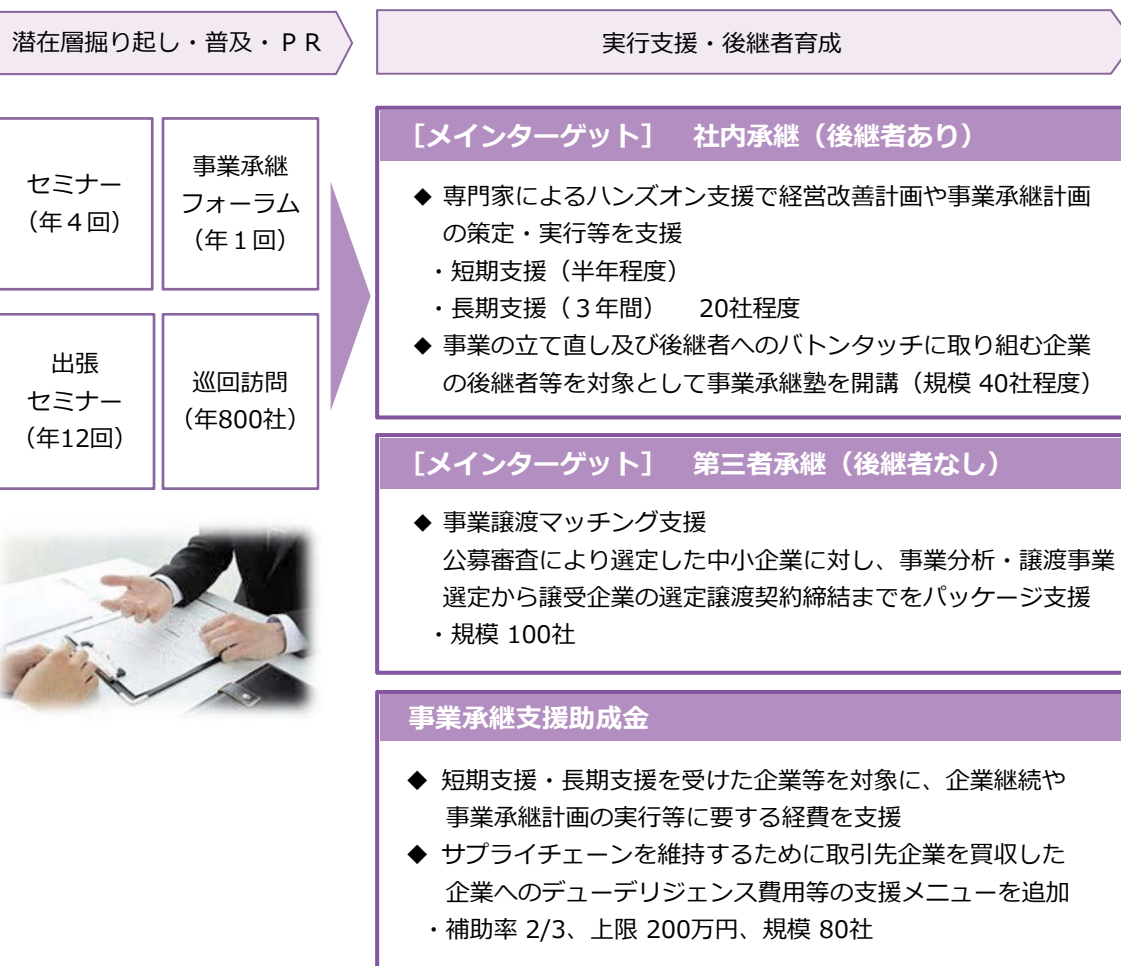 潜在層掘り起し・普及・ＰＲ
実行支援・後継者育成
セミナー
（年４回）
事業承継
フォーラム
（年１回）
出張
セミナー
（年12回）
巡回訪問
（年800社）
［メインターゲット］　社内承継（後継者あり）
◆ 専門家によるハンズオン支援で経営改善計画や事業承継計画
の策定・実行等を支援
・短期支援（半年程度）
・長期支援（３年間）　　20社程度
◆ 事業の立て直し及び後継者へのバトンタッチに取り組む企業
の後継者等を対象として事業承継塾を開講（規模 40社程度）
［メインターゲット］　第三者承継（後継者なし）
◆ 事業譲渡マッチング支援
公募審査により選定した中小企業に対し、事業分析・譲渡事業
選定から譲受企業の選定譲渡契約締結までをパッケージ支援
・規模 100社
事業承継支援助成金
◆ 短期支援・長期支援を受けた企業等を対象に、企業継続や
事業承継計画の実行等に要する経費を支援
◆ サプライチェーンを維持するために取引先企業を買収した
企業へのデューデリジェンス費用等の支援メニューを追加
・補助率 2/3、上限 200万円、規模 80社